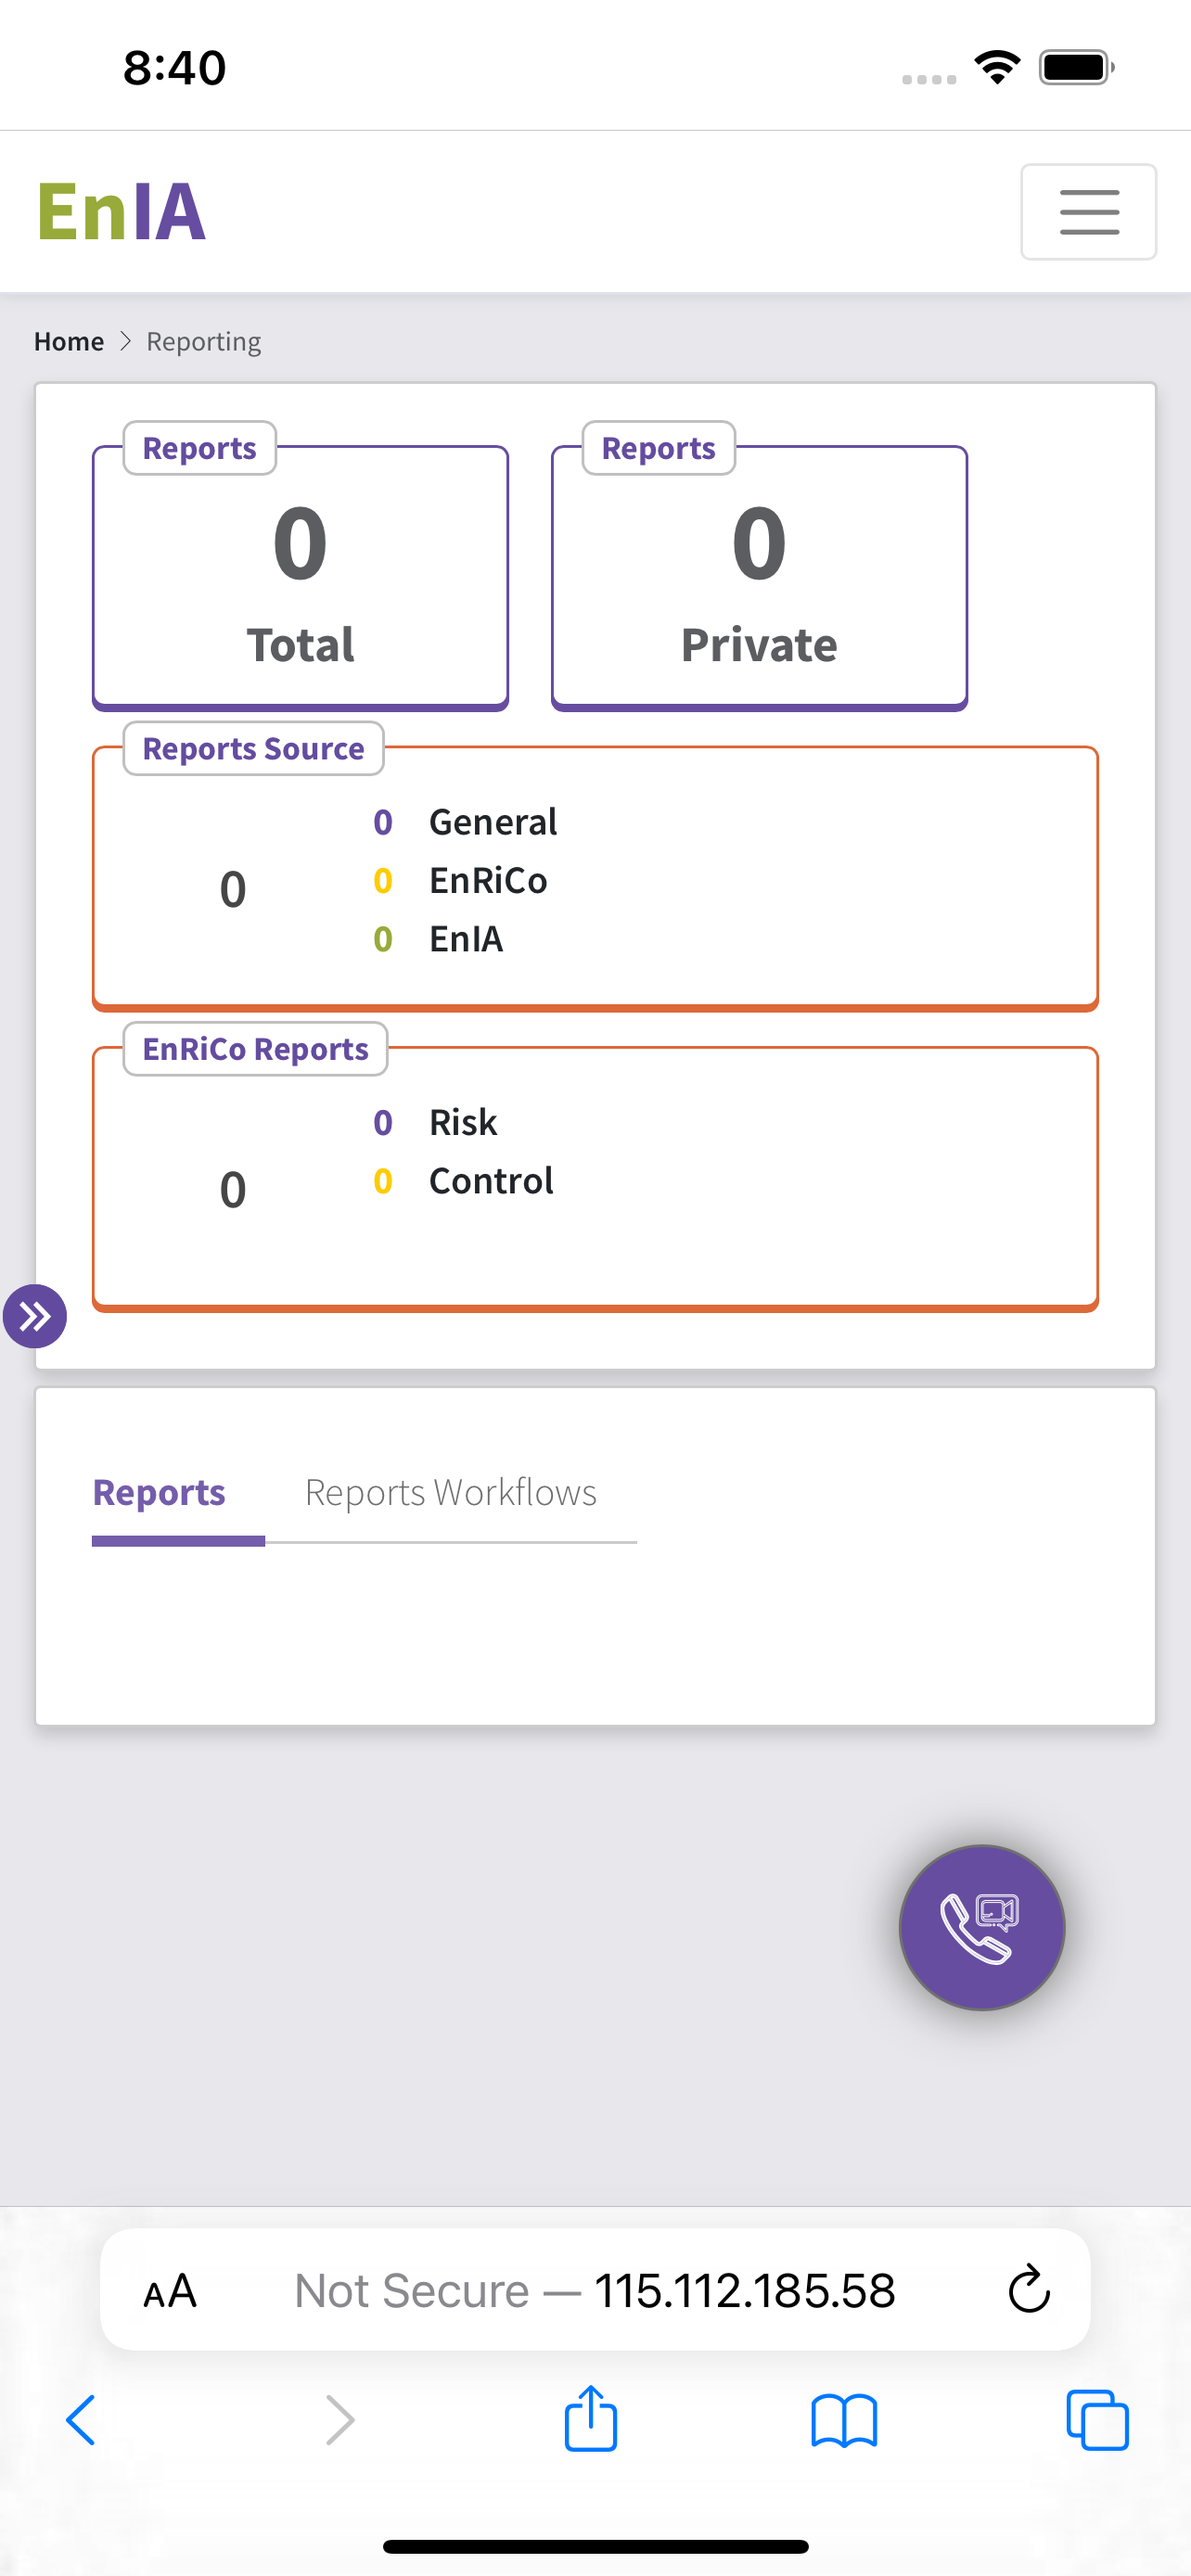 8:40
EnIA
Home > Reporting
Reports
Reports
0
0
Total
Private
Reports Source
0
0 General
0 EnRiCo
0 EnIA
EnRiCo Reports
0
0 Risk
0 Control
Reports
Reports Workflows
AA Not Secure — 115.112.185.58